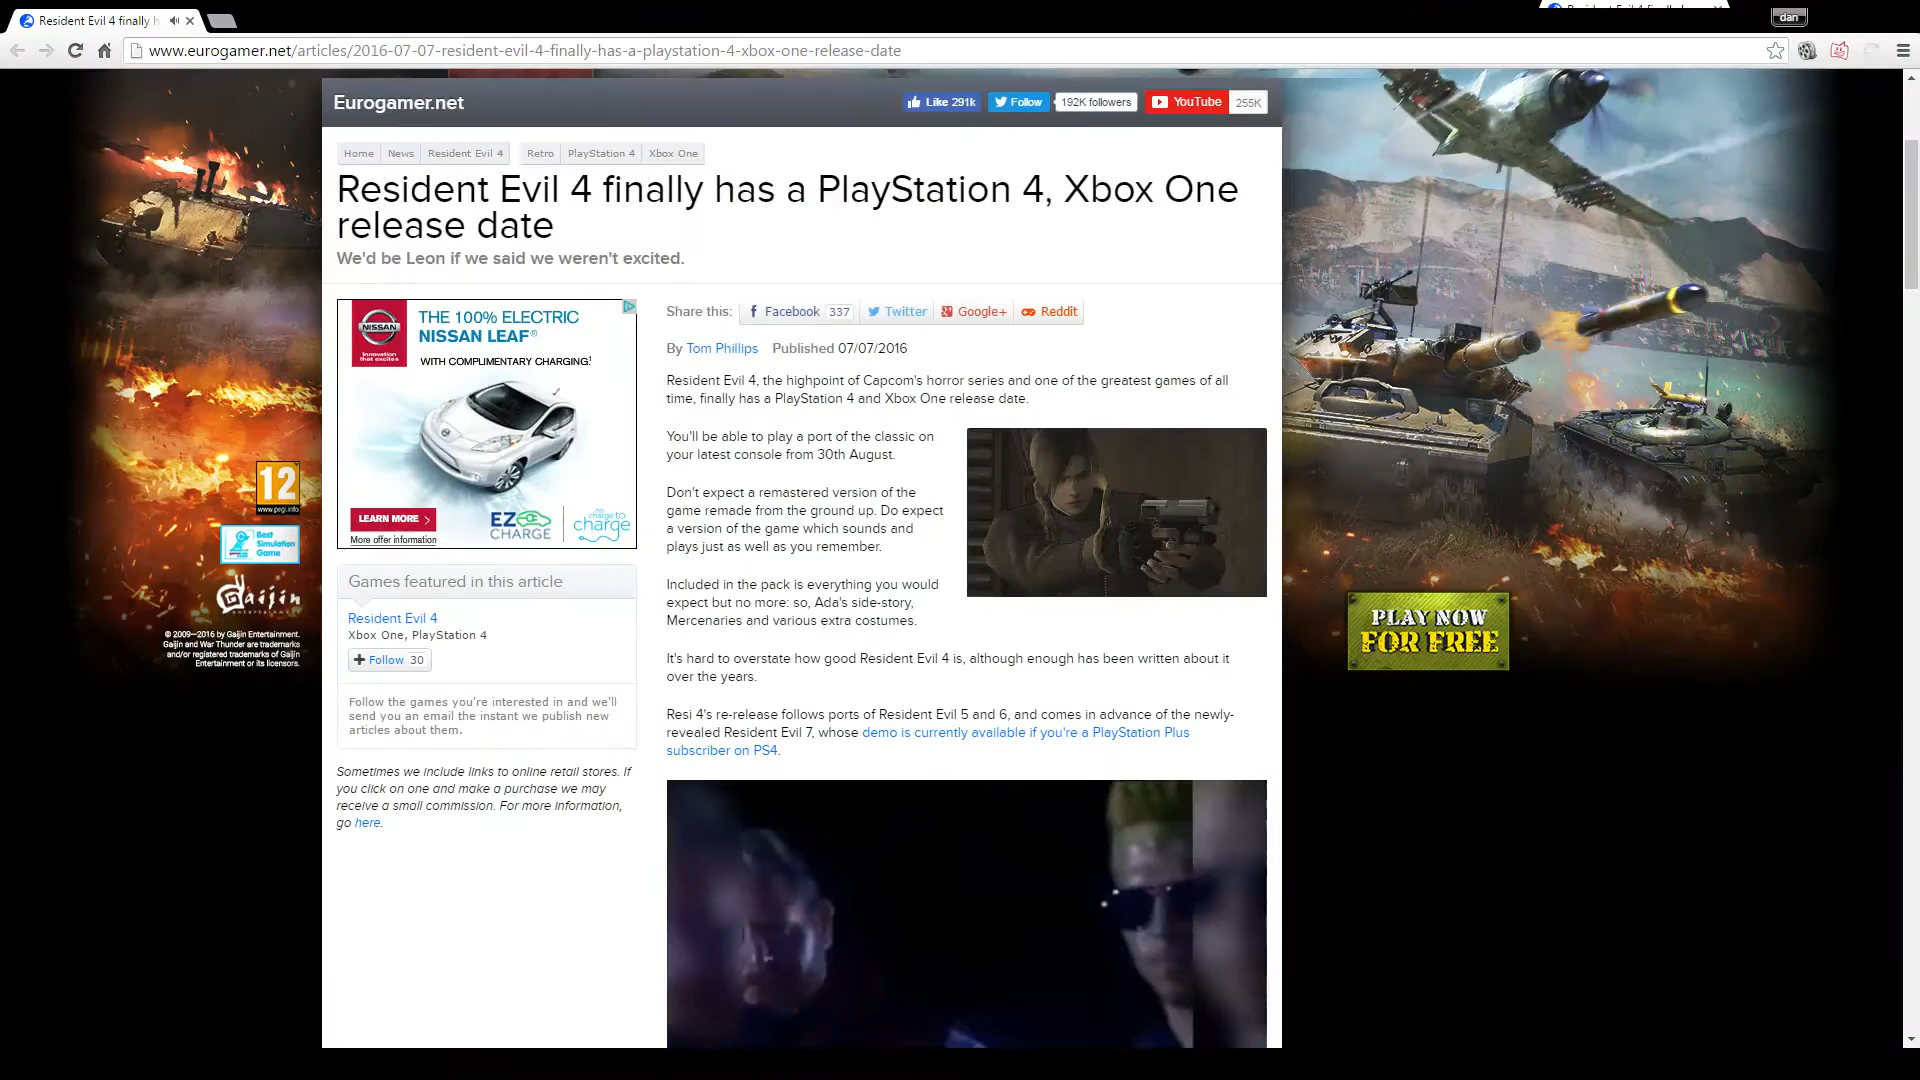 Resident Evil 4 finally h
dan
www.eurogamer.net/articles/2016-07-07-resident-evil-4-finally-has-a-playstation-4-xbox-one-release-date
Eurogamer.net
Like 291k
Follow
192K followers
YouTube
255K
Home
News
Resident Evil 4
Retro
PlayStation 4
Xbox One
Resident Evil 4 finally has a PlayStation 4, Xbox One
release date
We'd be Leon if we said we weren't excited.
NISSAN
Innovation
that excites
THE 100% ELECTRIC
NISSAN LEAF®
WITH COMPLIMENTARY CHARGING.¹
LEARN MORE >
More offer information
EZ
CHARGE
no
charge to
charge
Share this:
Facebook
337
Twitter
Google+
Reddit
By Tom Phillips Published 07/07/2016
Resident Evil 4, the highpoint of Capcom's horror series and one of the greatest games of all
time, finally has a PlayStation 4 and Xbox One release date.
You'll be able to play a port of the classic on
your latest console from 30th August.
Don't expect a remastered version of the
game remade from the ground up. Do expect
a version of the game which sounds and
plays just as well as you remember.
Included in the pack is everything you would
expect but no more: so, Ada's side-story,
Mercenaries and various extra costumes.
It's hard to overstate how good Resident Evil 4 is, although enough has been written about it
over the years.
Resi 4's re-release follows ports of Resident Evil 5 and 6, and comes in advance of the newly-
revealed Resident Evil 7, whose demo is currently available if you're a PlayStation Plus
subscriber on PS4.
Games featured in this article
Resident Evil 4
Xbox One, PlayStation 4
Follow 30
Follow the games you're interested in and we'll
send you an email the instant we publish new
articles about them.
Sometimes we include links to online retail stores. If
you click on one and make a purchase we may
receive a small commission. For more information,
go here.
12
www.pegi.info
Best
Simulation
Game
Gaijin
© 2009—2016 by Gaijin Entertainment.
Gaijin and War Thunder are trademarks
and/or registered trademarks of Gaijin
Entertainment or its licensors.
PLAY NOW
FOR FREE